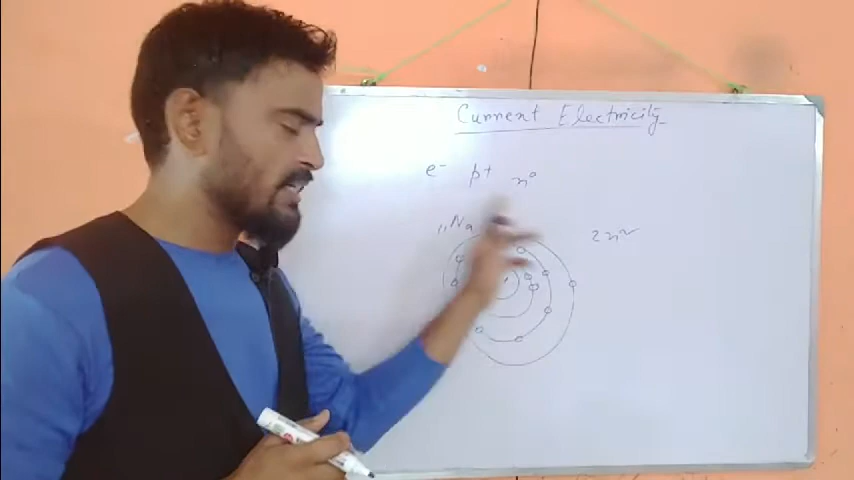 Current Electricity
e⁻ p⁺ n⁰
₁₁Na
2n²